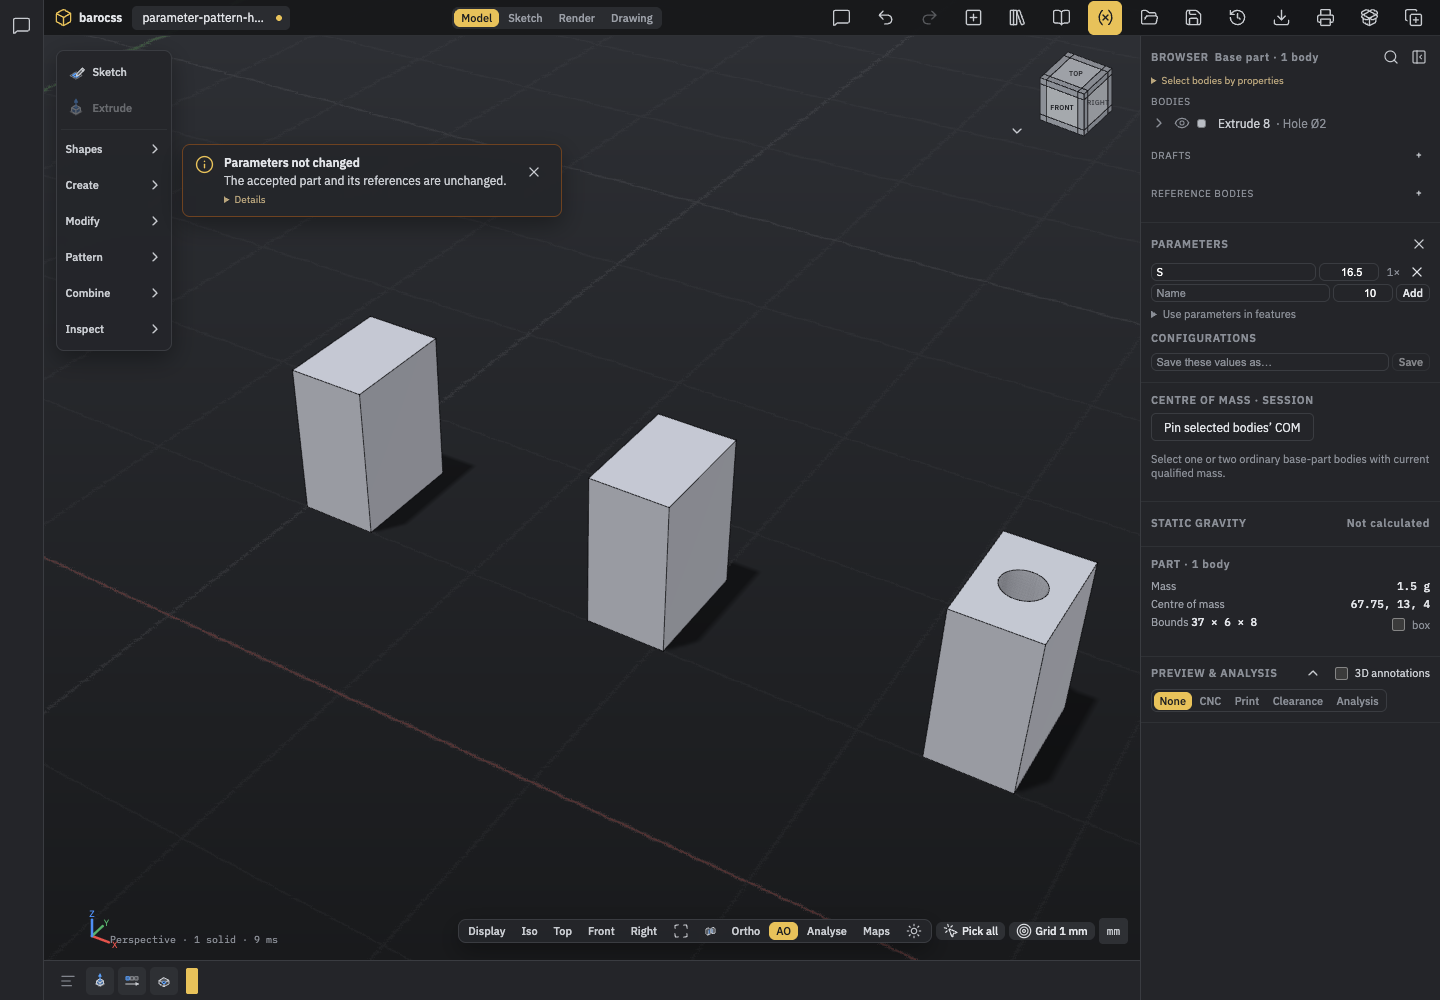 barocss
parameter-pattern-h...
Model
Sketch
Render
Drawing
Sketch
Extrude
Shapes
Create
Modify
Pattern
Combine
Inspect
Parameters not changed
The accepted part and its references are unchanged.
Details
TOP
FRONT
RIGHT
BROWSER Base part · 1 body
Select bodies by properties
BODIES
Extrude 8 · Hole Ø2
DRAFTS
REFERENCE BODIES
PARAMETERS
S 16.5 1×
Name 10 Add
Use parameters in features
CONFIGURATIONS
Save these values as... Save
CENTRE OF MASS · SESSION
Pin selected bodies’ COM
Select one or two ordinary base-part bodies with current
qualified mass.
STATIC GRAVITY Not calculated
PART · 1 body
Mass 1.5 g
Centre of mass 67.75, 13, 4
Bounds 37 × 6 × 8 box
PREVIEW & ANALYSIS 3D annotations
None CNC Print Clearance Analysis
Z
Y
X
Perspective · 1 solid · 9 ms
Display Iso Top Front Right Ortho AO Analyse Maps
Pick all
Grid 1 mm
mm